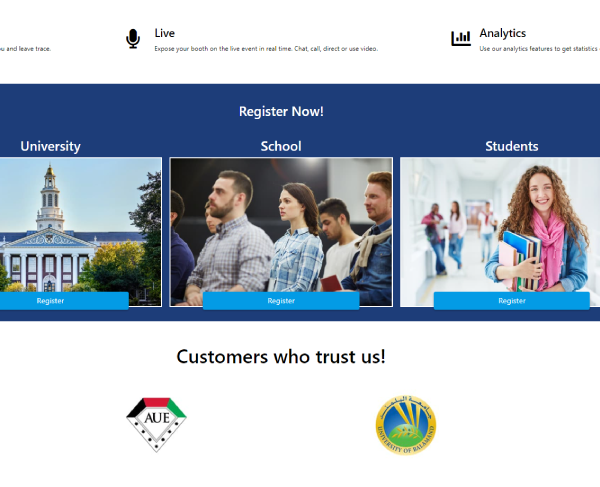 Live
Analytics
u and leave trace.
Expose your booth on the live event in real time. Chat, call, direct or use video.
Use our analytics features to get statistics
Register Now!
University
School
Students
Register
Register
Register
Customers who trust us!
AUE
UNIVERSITY OF BALAMAND